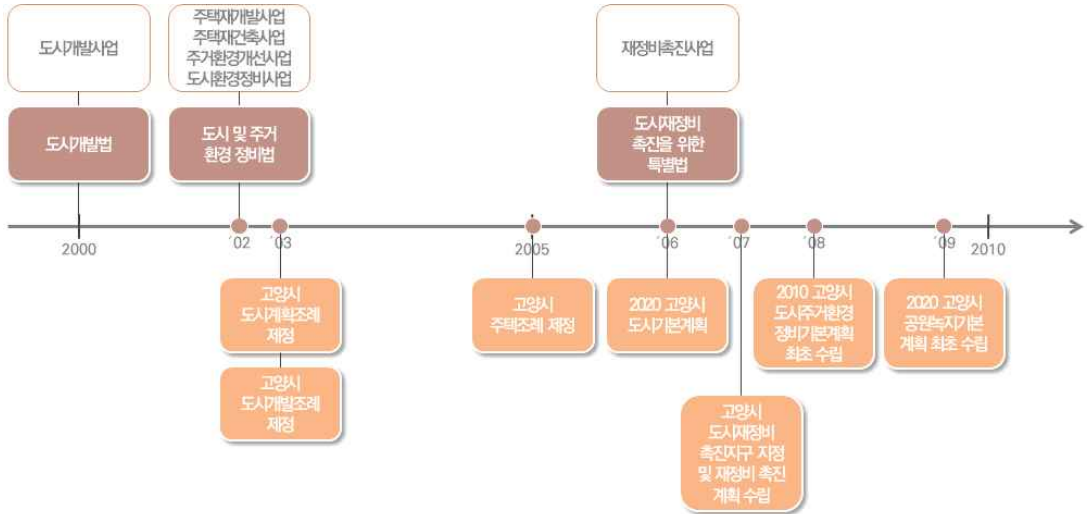 도시개발사업
주택재개발사업
주택재건축사업
주거환경개선사업
도시환경정비사업
재정비촉진사업
도시개발법
도시 및 주거
환경 정비법
도시재정비
촉진을 위한
특별법
2000
´02
´03
2005
´06
´07
´08
´09
2010
고양시
도시계획조례
제정
고양시
도시개발조례
제정
고양시
주택조례 제정
2020 고양시
도시기본계획
고양시
도시재정비
촉진지구 지정
및 재정비 촉진
계획 수립
2010 고양시
도시주거환경
정비기본계획
최초 수립
2020 고양시
공원녹지기본
계획 최초 수립